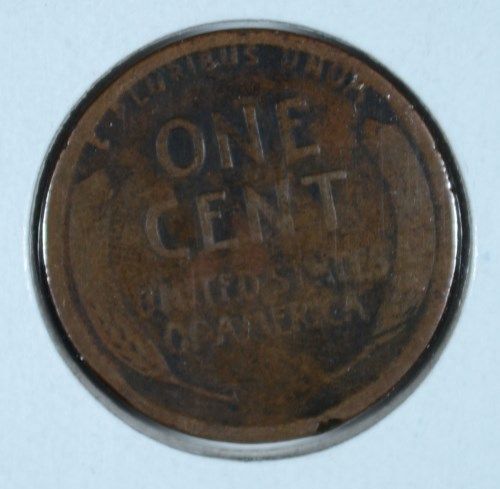 E PLURIBUS UNUM
ONE
CENT
UNITED STATES
OF AMERICA